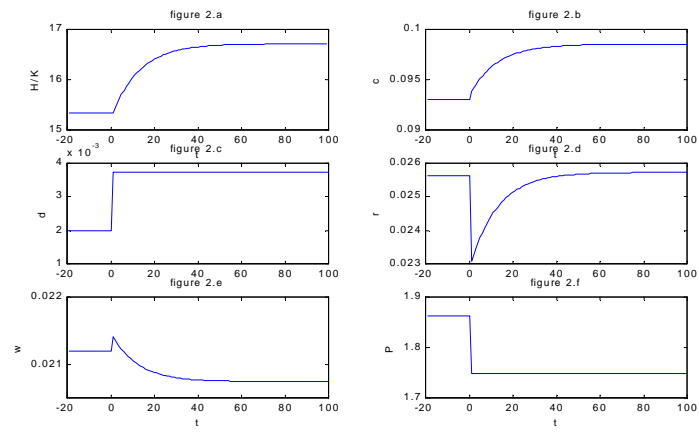 figure 2.a
17
16
15
H/K
-20 0 20 40 60 80 100
t
figure 2.b
0.1
0.095
0.09
c
-20 0 20 40 60 80 100
t
x 10^-3
figure 2.c
4
3
2
1
d
-20 0 20 40 60 80 100
figure 2.d
0.026
0.025
0.024
0.023
r
-20 0 20 40 60 80 100
figure 2.e
0.022
0.021
w
-20 0 20 40 60 80 100
t
figure 2.f
1.9
1.8
1.7
P
-20 0 20 40 60 80 100
t